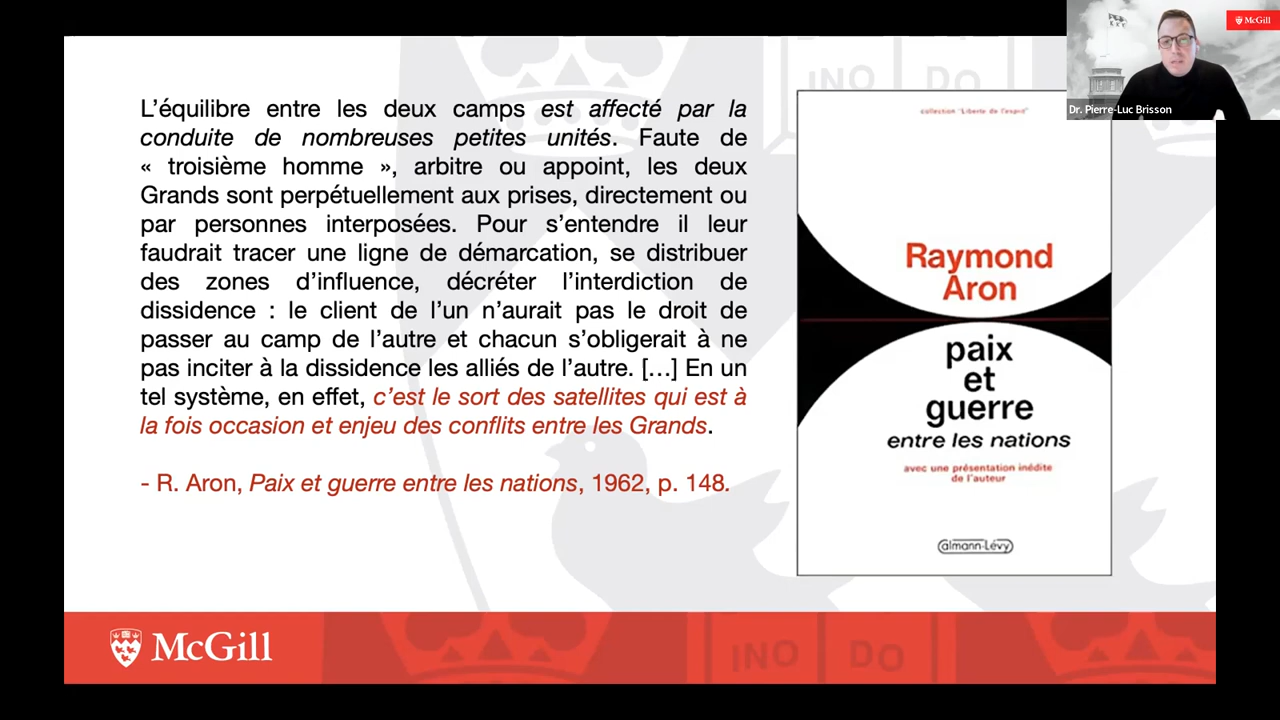 McGill
Dr. Pierre-Luc Brisson
INO DO
L’équilibre entre les deux camps est affecté par la
conduite de nombreuses petites unités. Faute de
« troisième homme », arbitre ou appoint, les deux
Grands sont perpétuellement aux prises, directement ou
par personnes interposées. Pour s’entendre il leur
faudrait tracer une ligne de démarcation, se distribuer
des zones d’influence, décréter l’interdiction de
dissidence : le client de l’un n’aurait pas le droit de
passer au camp de l’autre et chacun s’obligerait à ne
pas inciter à la dissidence les alliés de l’autre. […] En un
tel système, en effet, c’est le sort des satellites qui est à
la fois occasion et enjeu des conflits entre les Grands.
- R. Aron, Paix et guerre entre les nations, 1962, p. 148.
collection "Liberté de l'esprit"
Raymond
Aron
paix
et
guerre
entre les nations
avec une présentation inédite
de l'auteur
Calmann-Lévy
McGill
INO DO